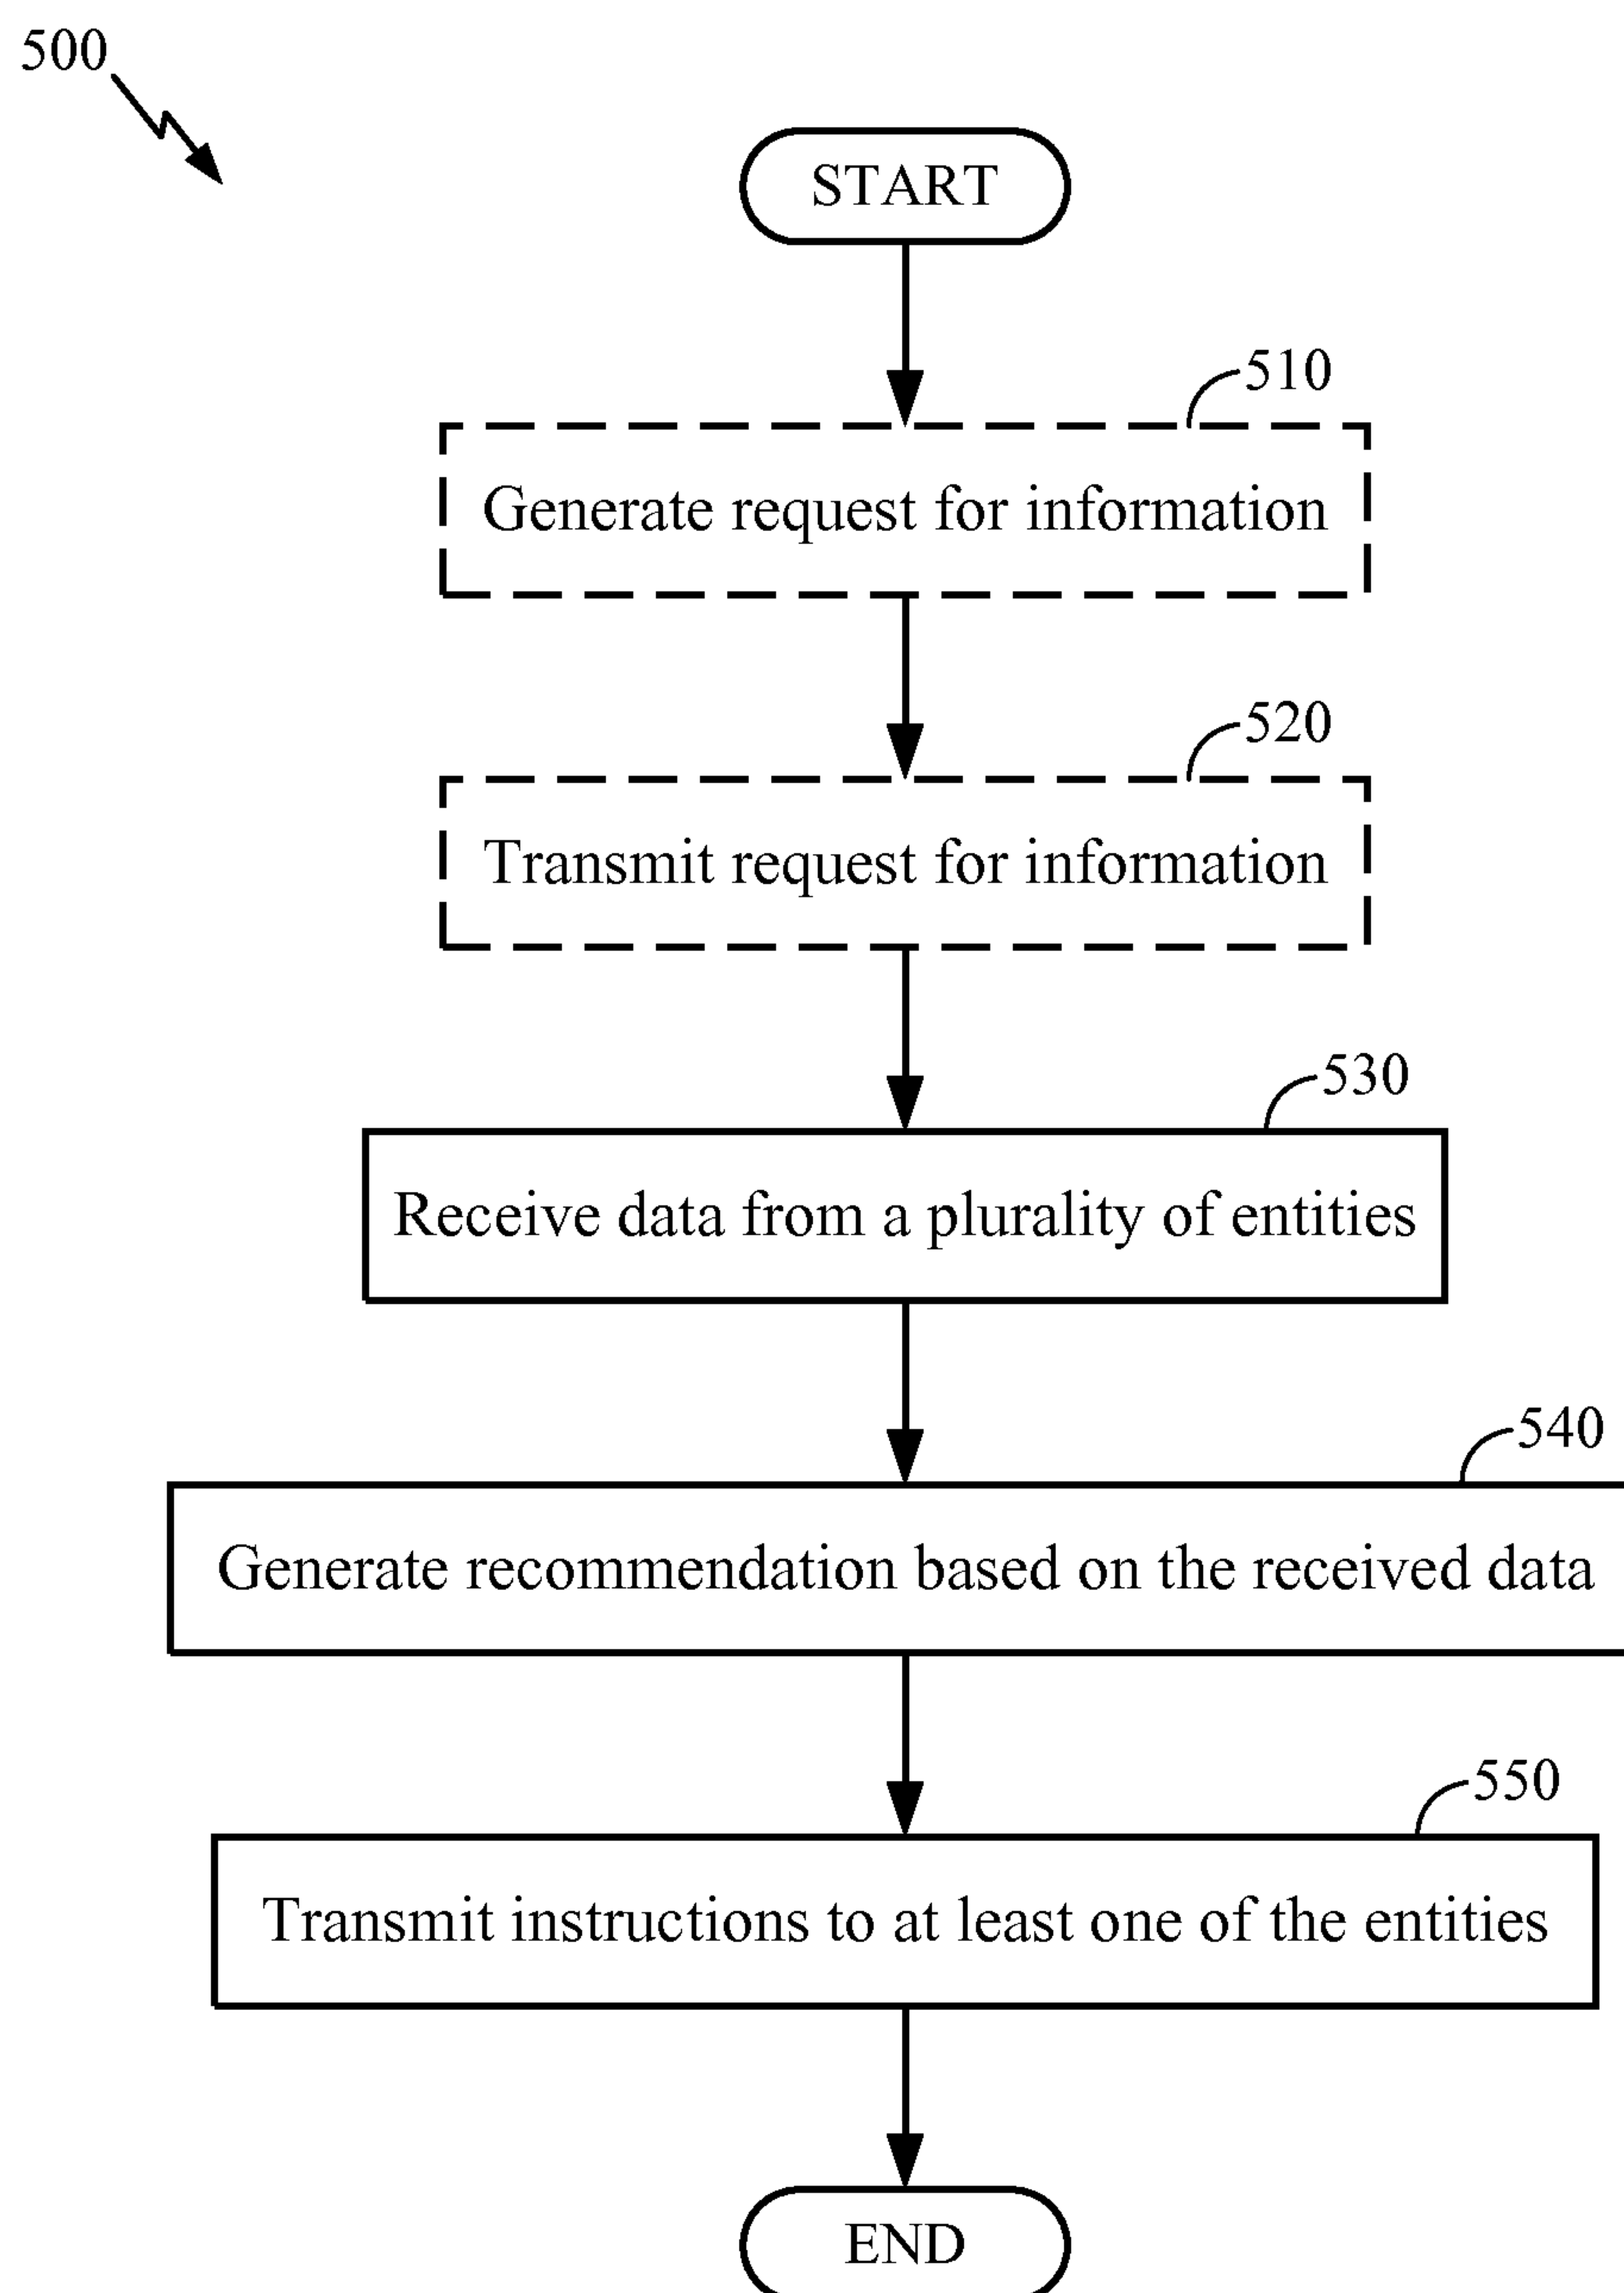 500
START
510
Generate request for information
520
Transmit request for information
530
Receive data from a plurality of entities
540
Generate recommendation based on the received data
550
Transmit instructions to at least one of the entities
END